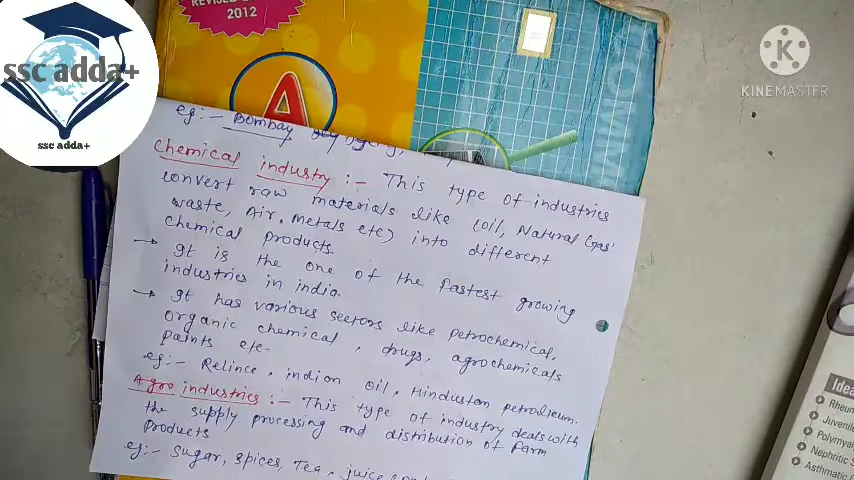 REVISED
2012
ssc adda+
ssc adda+
KINEMASTER
A
COMM
eg:- Bombay
Chemical industry :- This type of industries
convert raw materials like (oil, Natural Gas
waste, Air, Metals etc) into different
chemical products.
→ It is the one of the fastest growing
industries in india
→ It has various sectors like petrochemical,
organic chemical, drugs, agrochemicals
paints etc-
eg:- Relince, indian oil, Hindustan petroleum.
Agro industries :- This type of industry deals with
the supply processing and distribution of farm
products
eg:- Sugar, spices, Tea, juice
Idea
Rheum
Juvenile
Polymyal
Nephritic S
Asthmatic